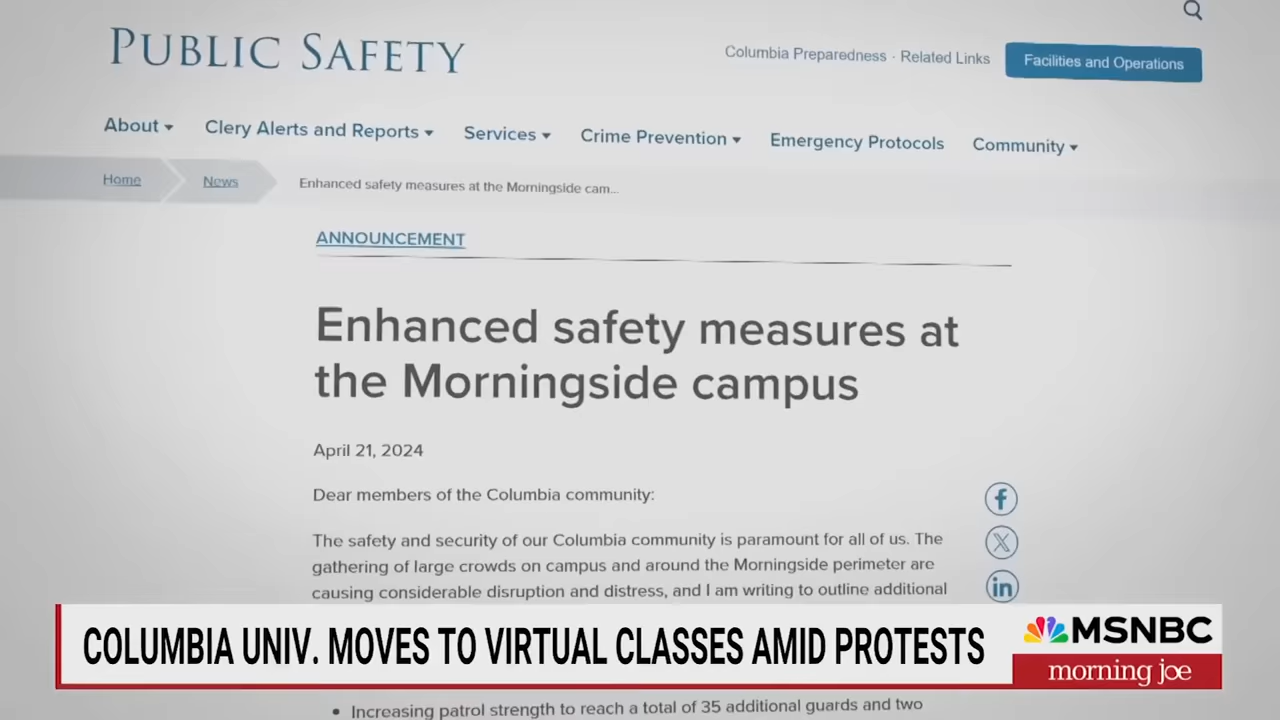 PUBLIC SAFETY
Columbia Preparedness · Related Links
Facilities and Operations
About
Clery Alerts and Reports
Services
Crime Prevention
Emergency Protocols
Community
Home
News
Enhanced safety measures at the Morningside cam...
ANNOUNCEMENT
Enhanced safety measures at
the Morningside campus
April 21, 2024
Dear members of the Columbia community:
The safety and security of our Columbia community is paramount for all of us. The
gathering of large crowds on campus and around the Morningside perimeter are
causing considerable disruption and distress, and I am writing to outline additional
f
X
in
COLUMBIA UNIV. MOVES TO VIRTUAL CLASSES AMID PROTESTS
MSNBC
morning joe
• Increasing patrol strength to reach a total of 35 additional guards and two